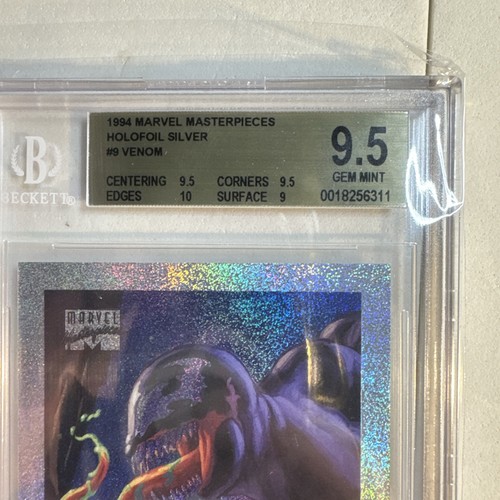 1994 MARVEL MASTERPIECES
HOLOFOIL SILVER
#9 VENOM
9.5
GEM MINT
CENTERING 9.5 CORNERS 9.5
EDGES 10 SURFACE 9
0018256311
B
BECKETT®
MARVEL